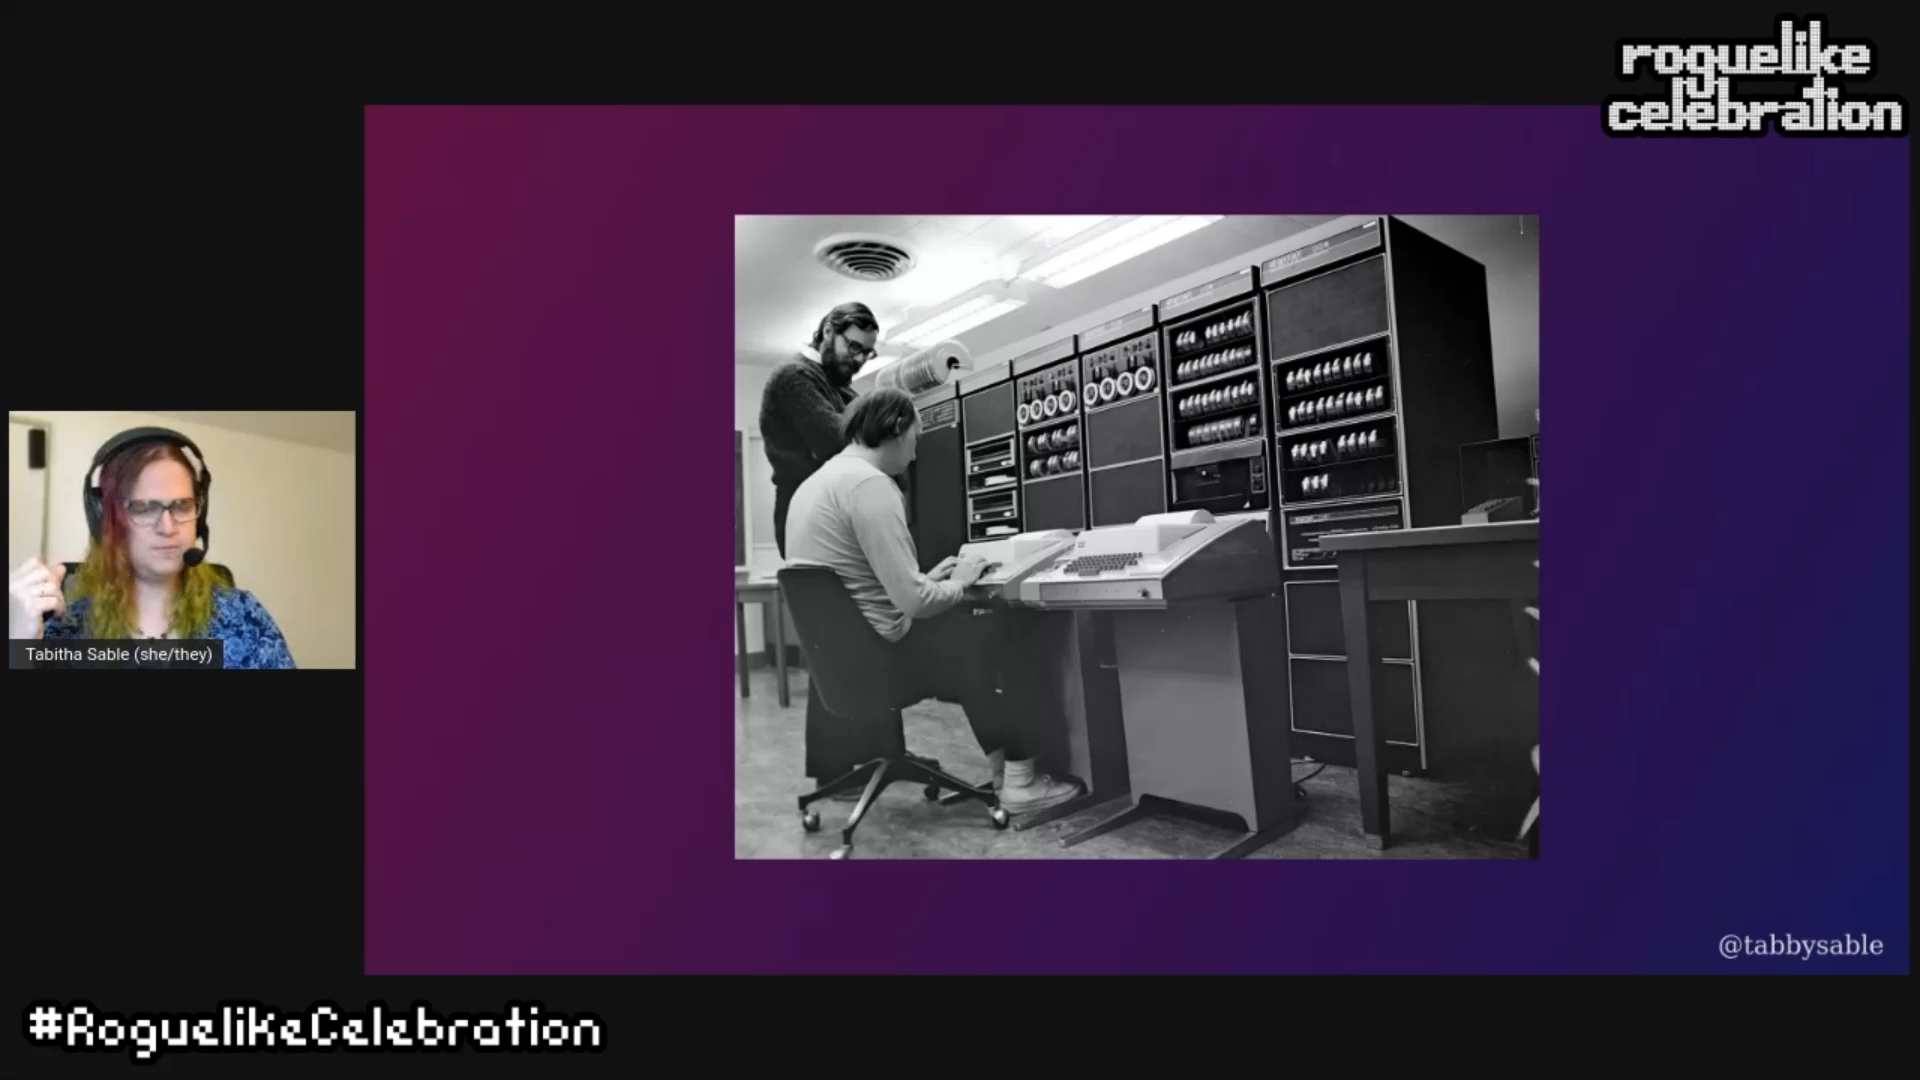 roguelike
celebration
Tabitha Sable (she/they)
@tabbysable
#RoguelikeCelebration